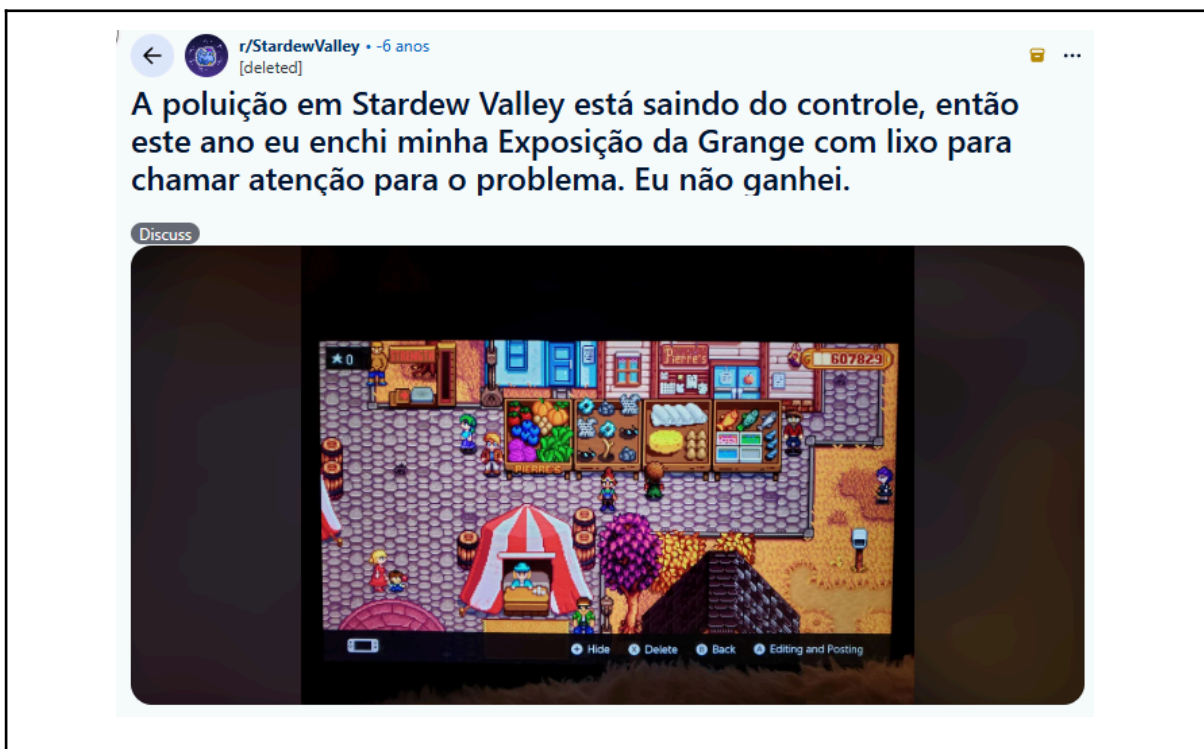 r/StardewValley • -6 anos
[deleted]
A poluição em Stardew Valley está saindo do controle, então
este ano eu enchi minha Exposição da Grange com lixo para
chamar atenção para o problema. Eu não ganhei.
Discuss
0
Pierre's
607829
PIERRE'S
Hide
Delete
Back
Editing and Posting